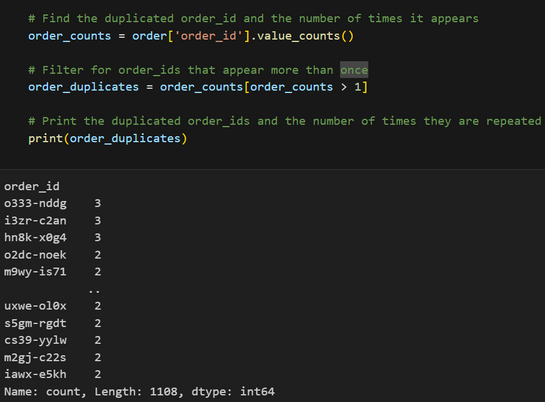 # Find the duplicated order_id and the number of times it appears
order_counts = order['order_id'].value_counts()
# Filter for order_ids that appear more than once
order_duplicates = order_counts[order_counts > 1]
# Print the duplicated order_ids and the number of times they are repeated
print(order_duplicates)
order_id
o333-nddg    3
i3zr-c2an    3
hn8k-x0g4    3
o2dc-noek    2
m9wy-is71    2
            ..
uxwe-ol0x    2
s5gm-rgdt    2
cs39-yylw    2
m2gj-c22s    2
iawx-e5kh    2
Name: count, Length: 1108, dtype: int64